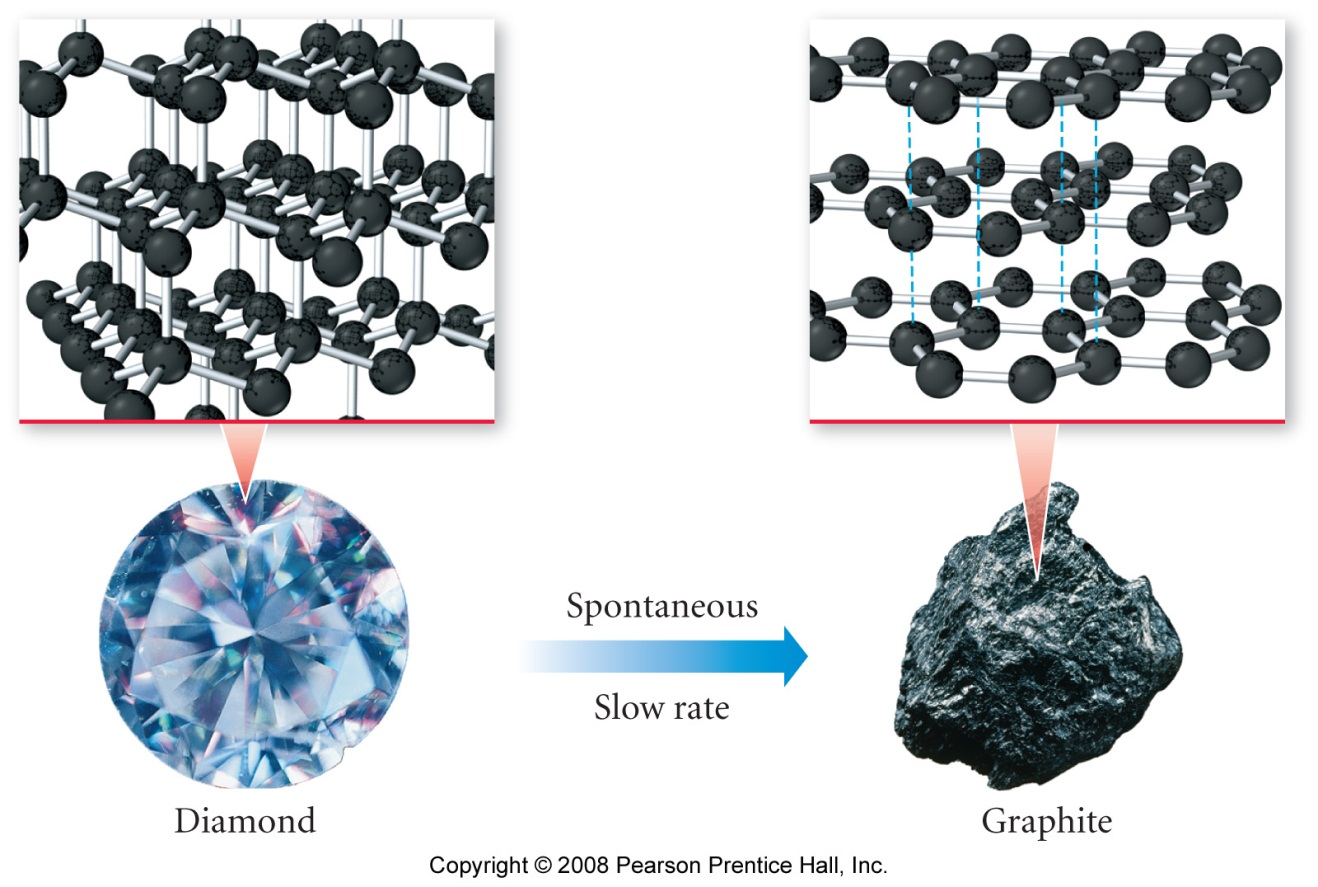 Spontaneous
Slow rate
Diamond
Graphite
Copyright © 2008 Pearson Prentice Hall, Inc.